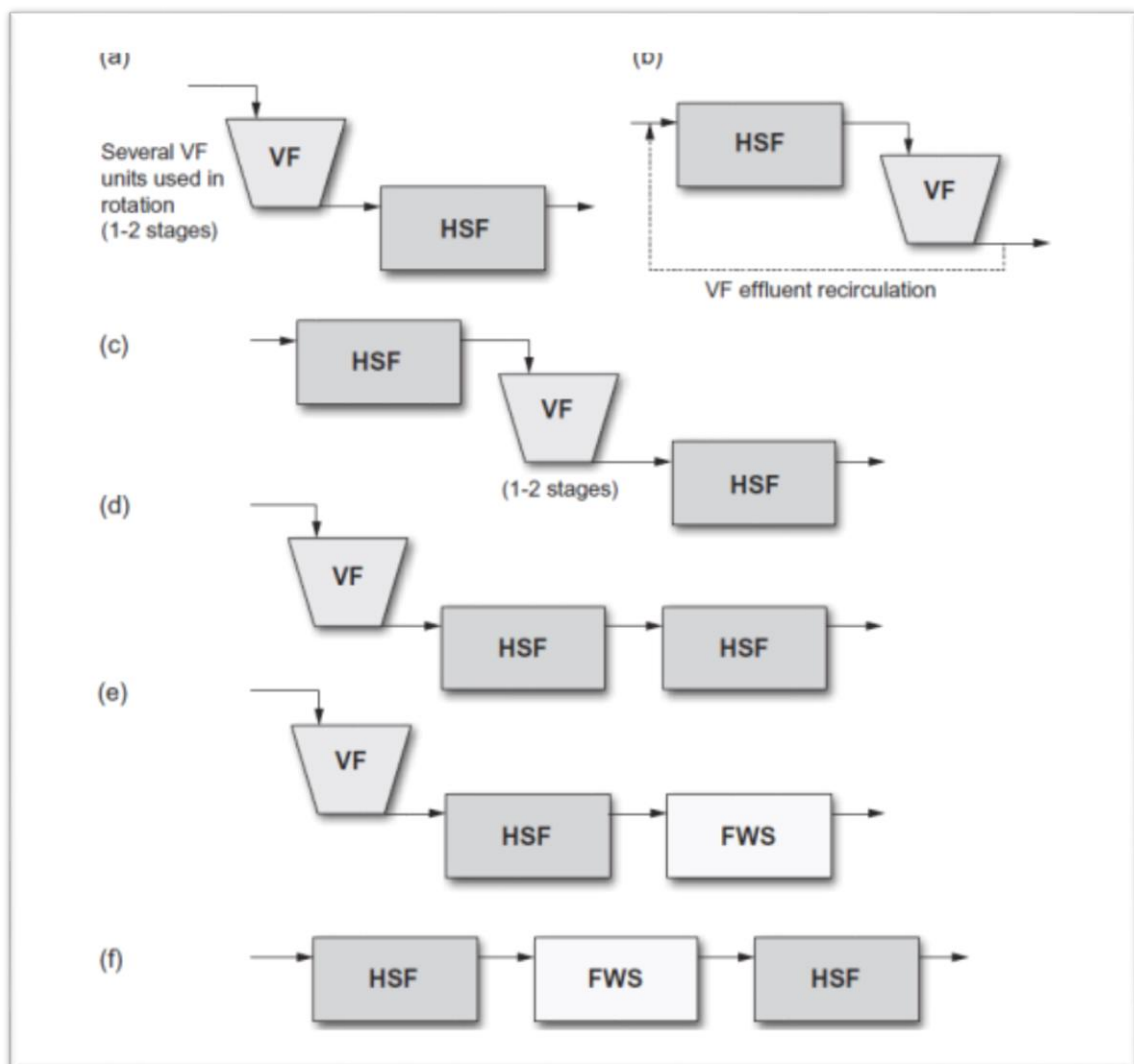 (a)
(b)
VF
Several VF
units used in
rotation
(1-2 stages)
HSF
HSF
VF
VF effluent recirculation
(c)
HSF
VF
(1-2 stages)
HSF
(d)
VF
HSF
HSF
(e)
VF
HSF
FWS
(f)
HSF
FWS
HSF